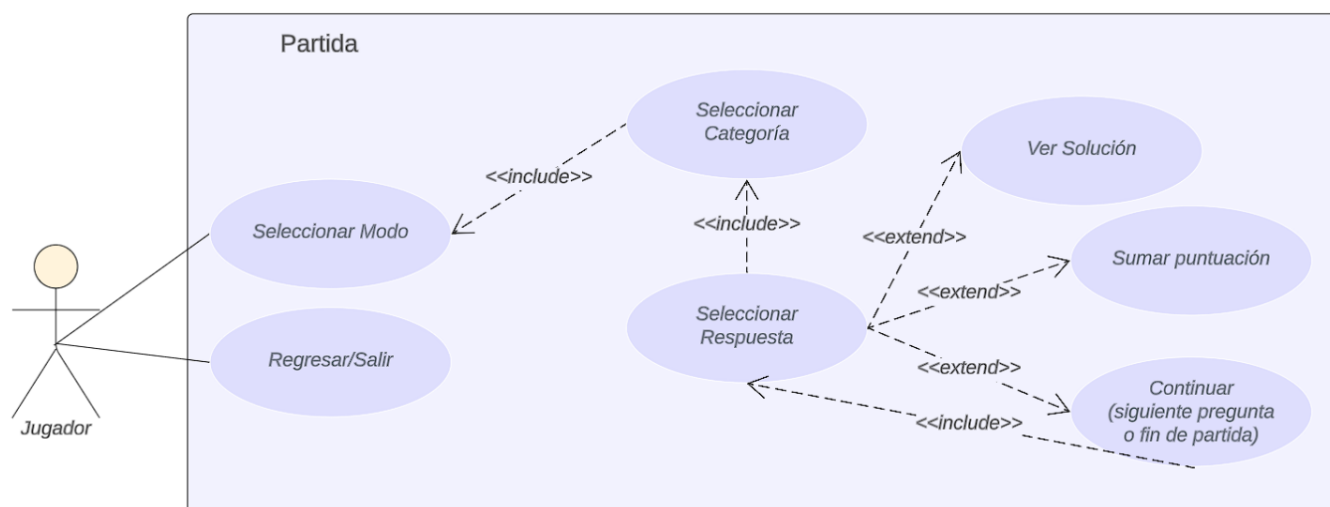 Partida
Seleccionar
Categoría
Ver Solución
<<include>>
Seleccionar Modo
<<include>>
<<extend>>
Sumar puntuación
<<extend>>
Seleccionar
Respuesta
Regresar/Salir
<<extend>>
Continuar
(siguiente pregunta
o fin de partida)
<<include>>
Jugador